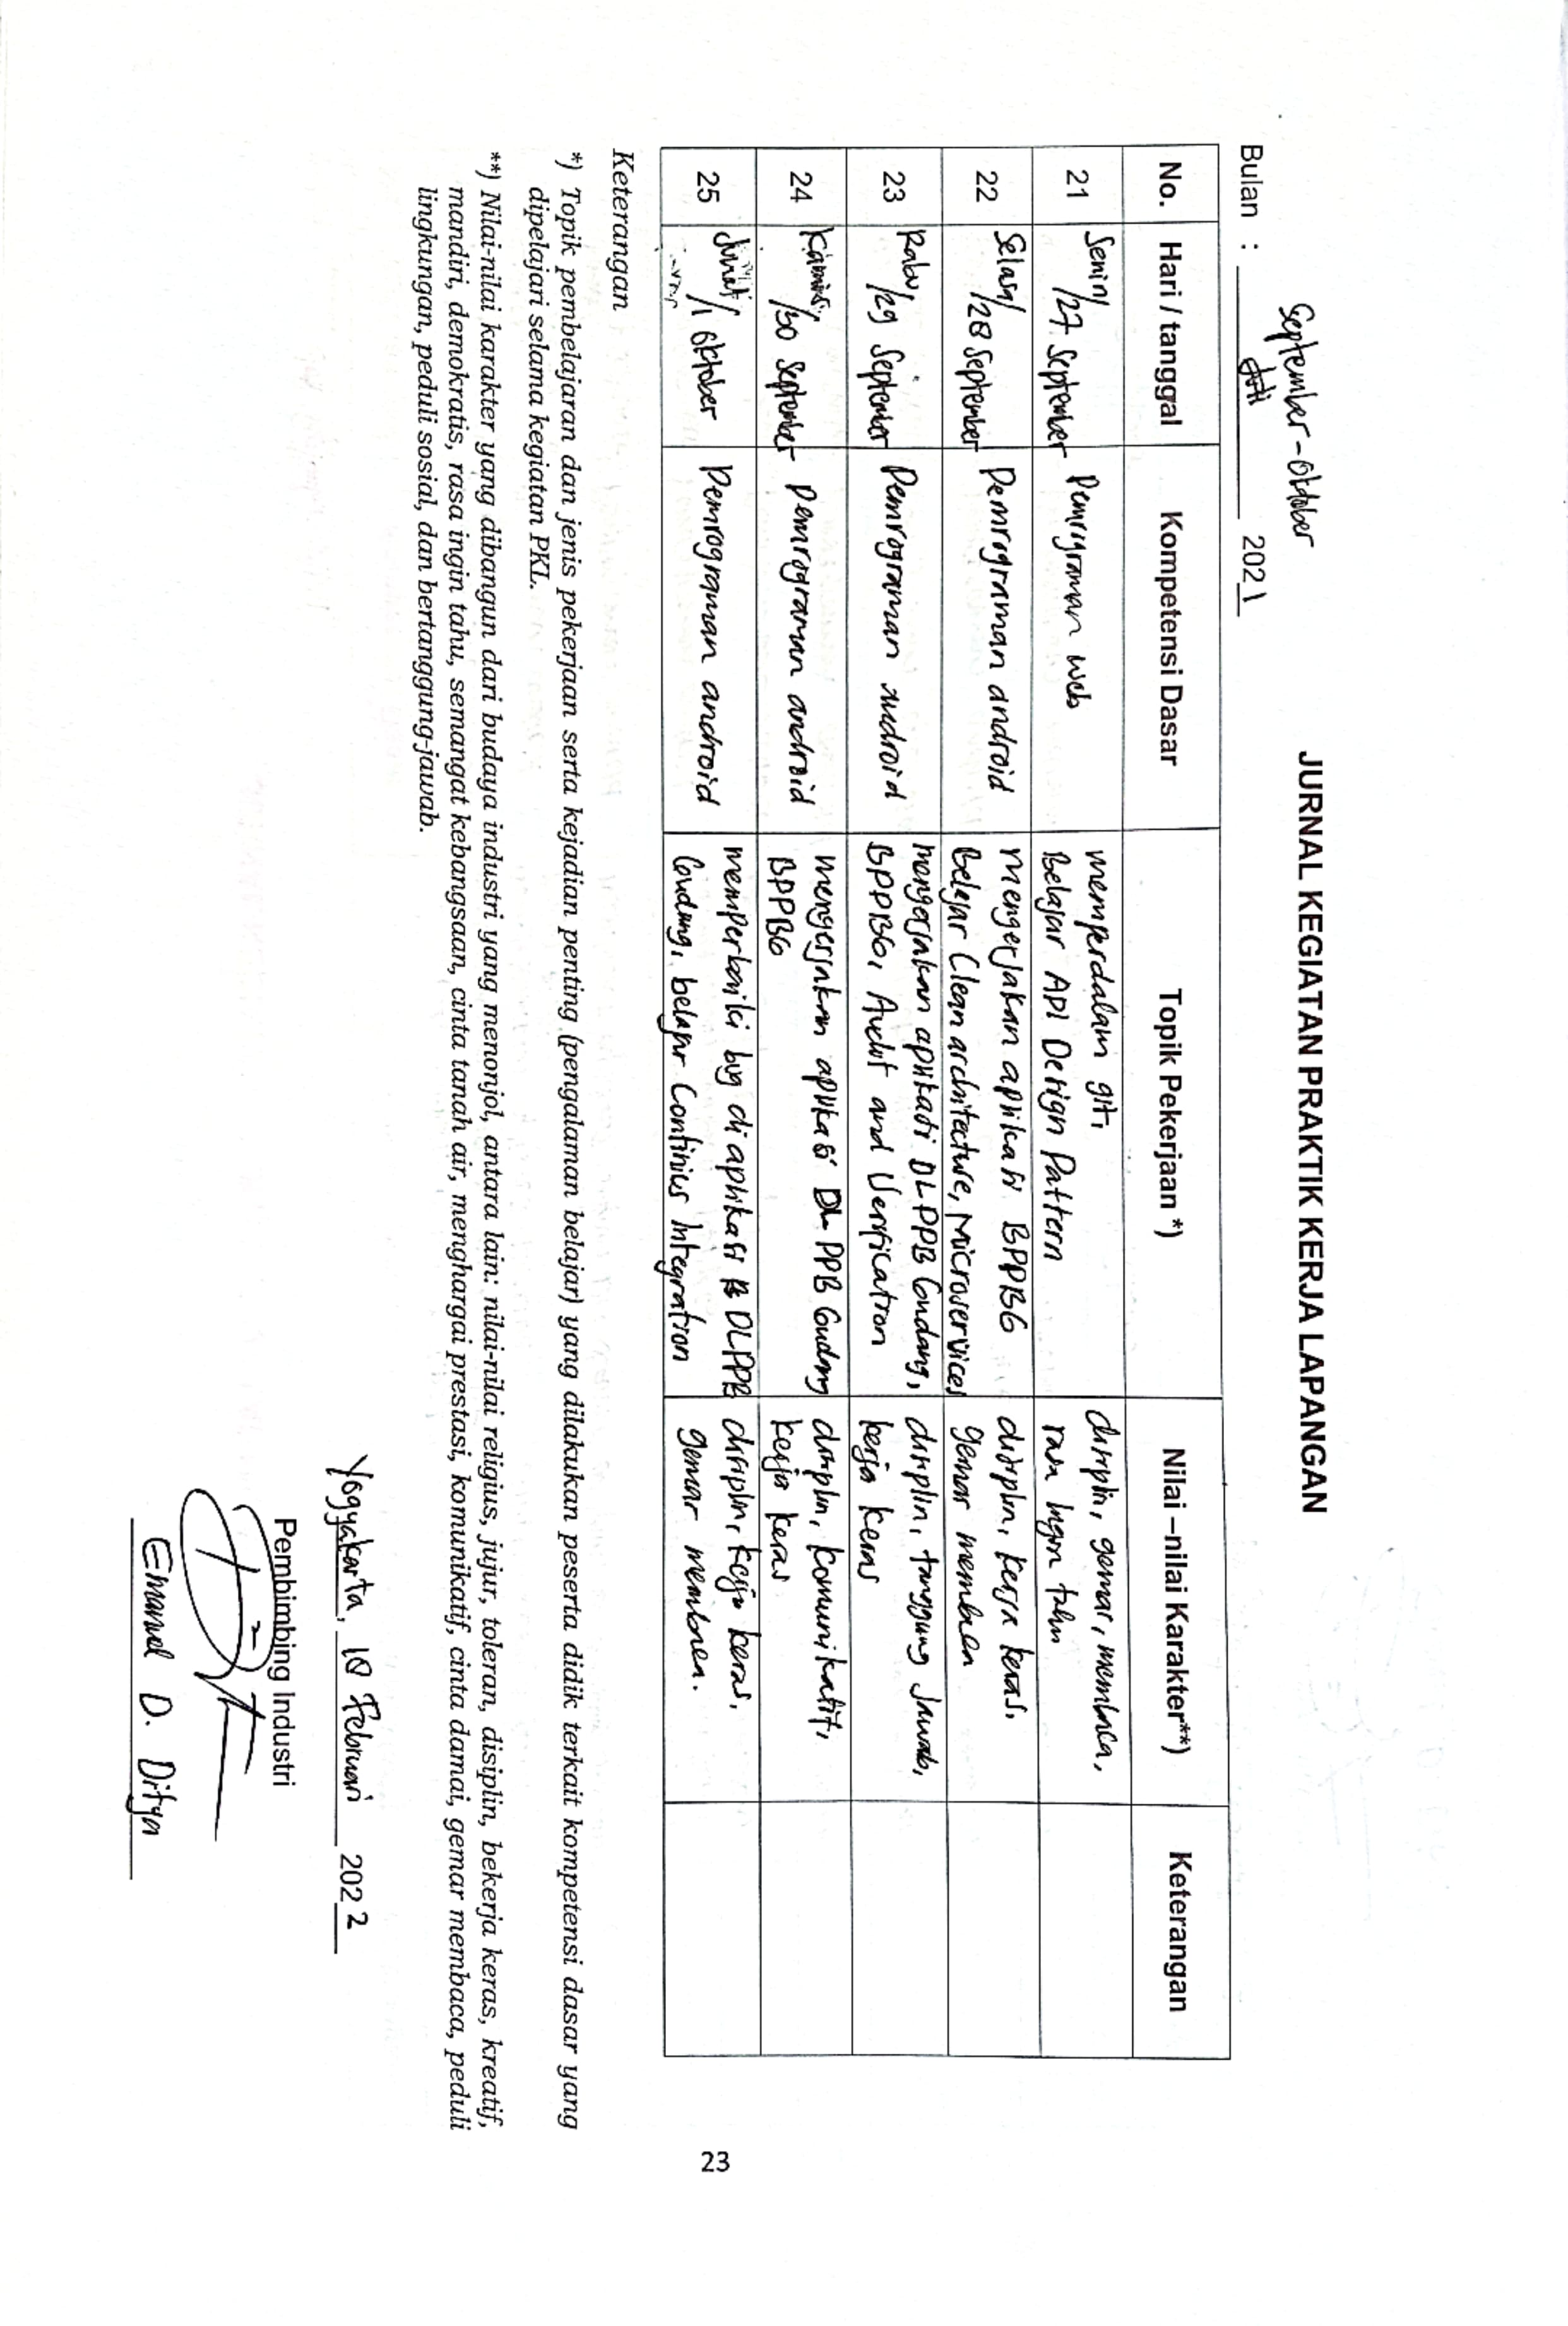 JURNAL KEGIATAN PRAKTIK KERJA LAPANGAN
September - Oktober
Bulan : 2021
No. Hari / tanggal Kompetensi Dasar Topik Pekerjaan *) Nilai –nilai Karakter**) Keterangan
21 Senin/ Pemrograman web memperdalam git, disiplin, gemar, membaca,
/27 September Belajar API Design Pattern rasa ingin tahu
22 Selasa/ Pemrograman android mengerjakan aplikasi BPPBG disiplin, kerja keras,
/28 September Belajar Clean architecture, Microservices gemar membaca
23 Rabu, Pemrograman android mengerjakan aplikasi DLPPB Gudang, disiplin, tanggung Jawab,
/29 September BPPBG, Audit and Verification kerja keras
24 Kamis, Pemrograman android mengerjakan aplikasi DLPPB Gudang disiplin, komunikatif,
/30 September BPPBG kerja keras
25 Jumat, Pemrograman android memperbaiki bug di aplikasi DLPPB disiplin, kerja keras,
/1 Oktober Gudang, belajar Continius Integration gemar membaca.
Keterangan
*) Topik pembelajaran dan jenis pekerjaan serta kejadian penting (pengalaman belajar) yang dilakukan peserta didik terkait kompetensi dasar yang
dipelajari selama kegiatan PKL.
**) Nilai-nilai karakter yang dibangun dari budaya industri yang menonjol, antara lain: nilai-nilai religius, jujur, toleran, disiplin, bekerja keras, kreatif,
mandiri, demokratis, rasa ingin tahu, semangat kebangsaan, cinta tanah air, menghargai prestasi, komunikatif, cinta damai, gemar membaca, peduli
lingkungan, peduli sosial, dan bertanggung-jawab.
Yogyakarta, 18 Februari 2022
Pembimbing Industri
Emanuel D. Ditya
23